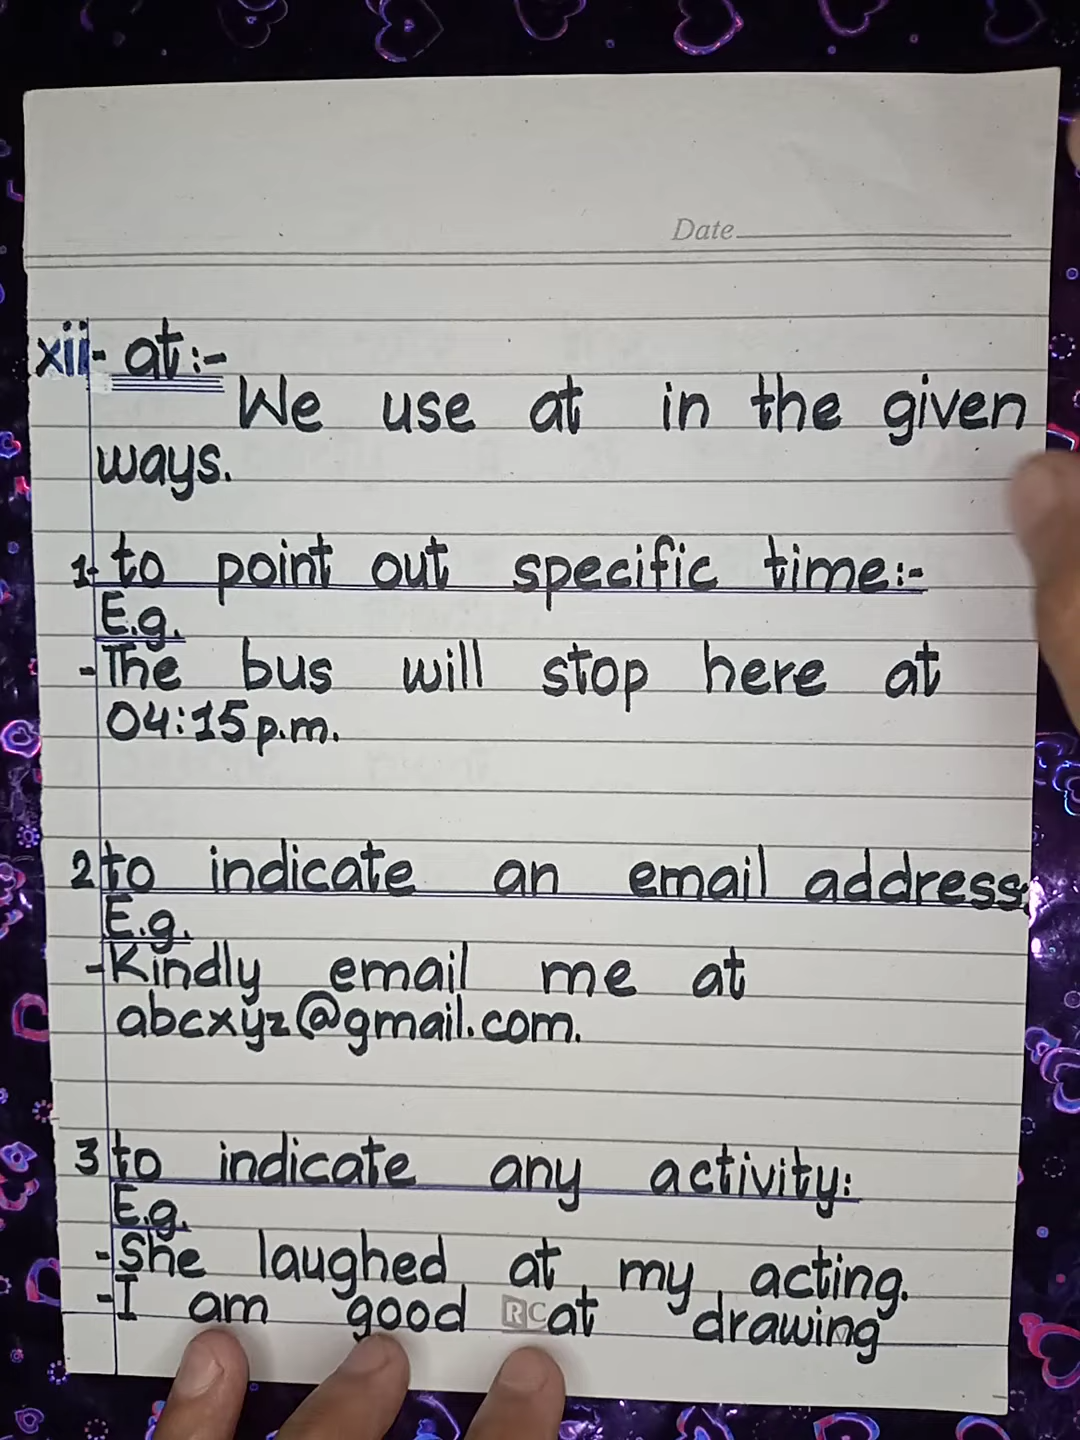 Date
xii- at:-
We use at in the given
ways.
1- to point out specific time:-
E.g.
-The bus will stop here at
04:15p.m.
2 to indicate an email address:
E.g.
-Kindly email me at
abcxyz@gmail.com.
3 to indicate any activity:
E.g.
-She laughed at my acting.
-I am good at drawing
RC